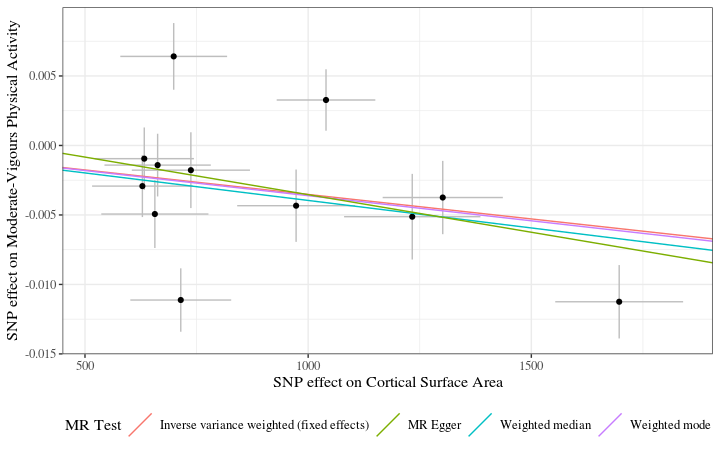 SNP effect on Moderate-Vigours Physical Activity
0.005
0.000
-0.005
-0.010
-0.015
500
1000
1500
SNP effect on Cortical Surface Area
MR Test
Inverse variance weighted (fixed effects)
MR Egger
Weighted median
Weighted mode